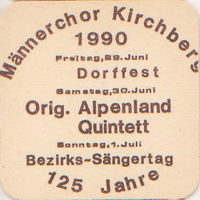 Männerchor Kirchberg
1990
Freitag, 29. Juni
Dorffest
Samstag, 30. Juni
Orig. Alpenland
Quintett
Sonntag, 1. Juli
Bezirks-Sängertag
125 Jahre